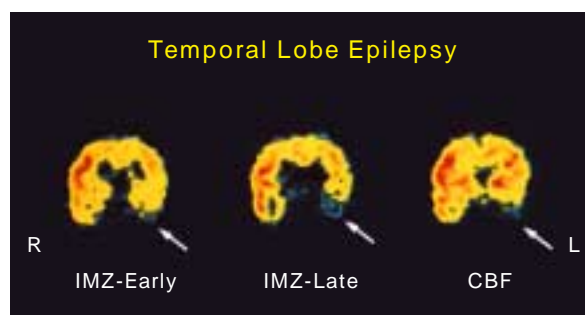 Temporal Lobe Epilepsy
R
L
IMZ-Early
IMZ-Late
CBF